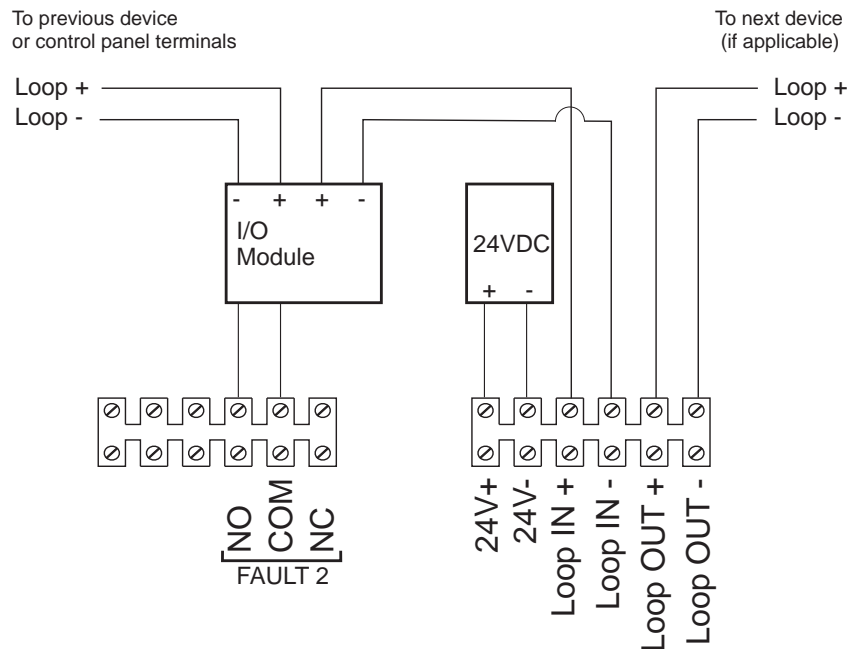 To previous device
or control panel terminals
To next device
(if applicable)
Loop +
Loop -
Loop +
Loop -
- + + -
I/O
Module
24VDC
+ -
NO
COM
NC
FAULT 2
24V+
24V-
Loop IN +
Loop IN -
Loop OUT +
Loop OUT -